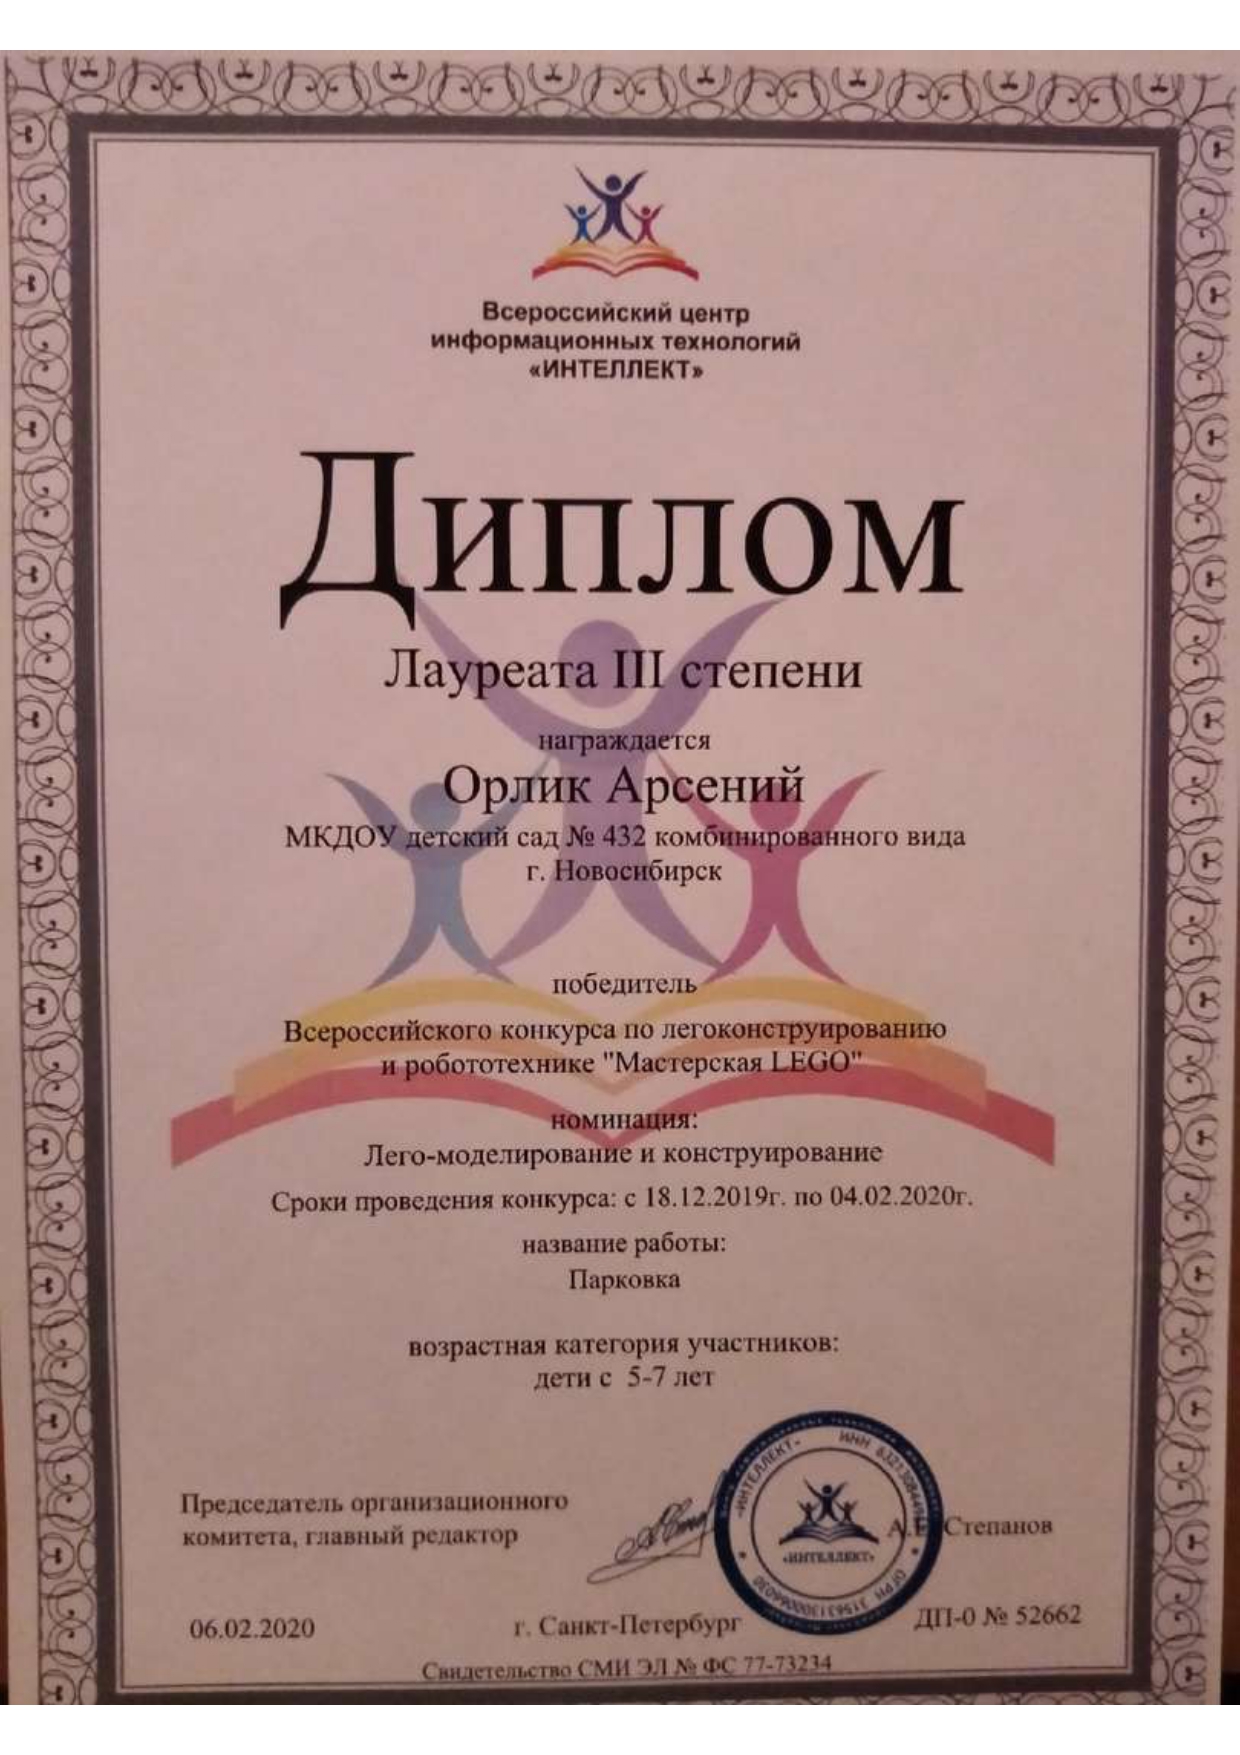 Всероссийский центр
информационных технологий
«ИНТЕЛЛЕКТ»
Диплом
Лауреата III степени
награждается
Орлик Арсений
МКДОУ детский сад № 432 комбинированного вида
г. Новосибирск
победитель
Всероссийского конкурса по легоконструированию
и робототехнике "Мастерская LEGO"
номинация:
Лего-моделирование и конструирование
Сроки проведения конкурса: с 18.12.2019г. по 04.02.2020г.
название работы:
Парковка
возрастная категория участников:
дети с 5-7 лет
Председатель организационного
комитета, главный редактор
Степанов
«ИНТЕЛЛЕКТ»
ИНН
«ИНТЕЛЛЕКТ»
ОГРН
06.02.2020
г. Санкт-Петербург
ДП-0 № 52662
Свидетельство СМИ ЭЛ № ФС 77-73234